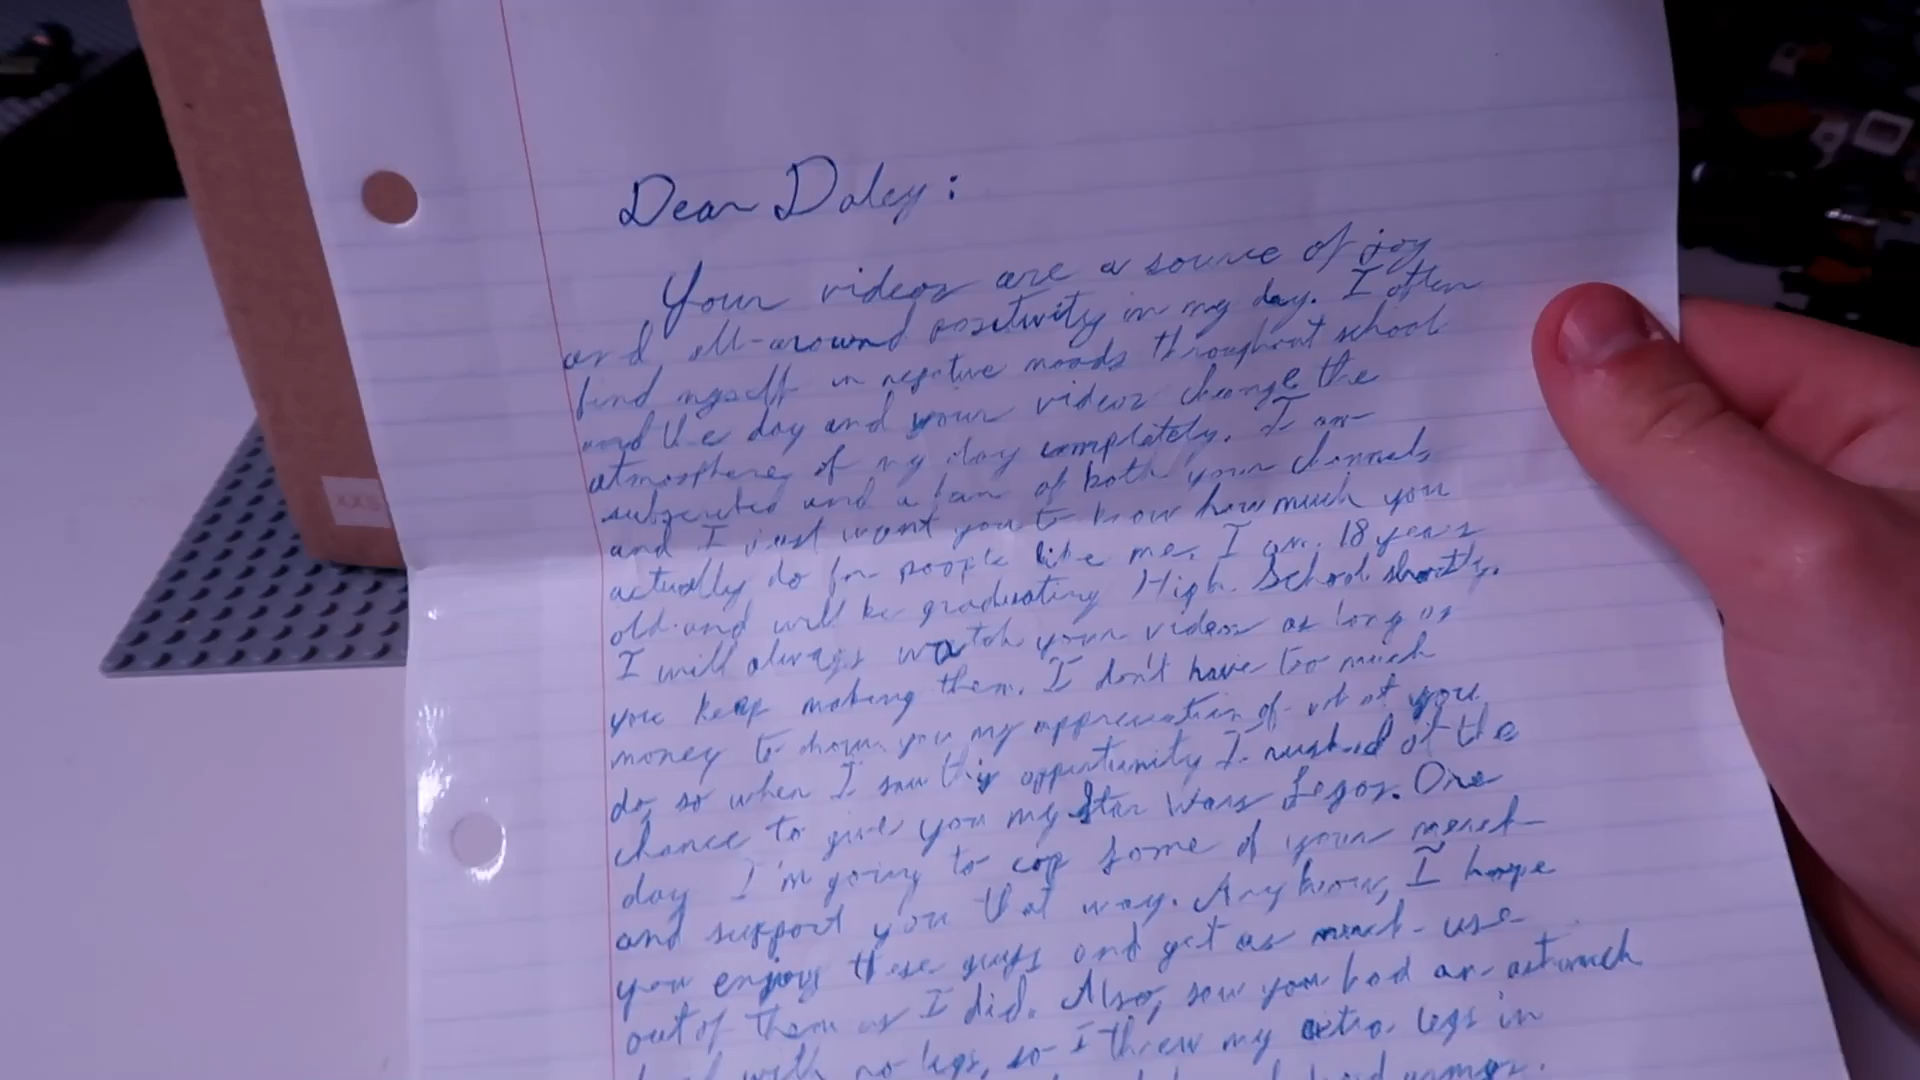 Dear Daley:
Your videos are a source of joy
and all-around positivity in my day. I often
find myself in negative moods throughout school
and the day and your videos change the
atmosphere of my day completely. I am
subscribed and a fan of both your channels
and I just want you to know how much you
actually do for people like me. I am 18 years
old and will be graduating High School shortly.
I will always watch your videos as long as
you keep making them. I don't have too much
money to show you my appreciation of what you
do, so when I saw this opportunity I rushed at the
chance to give you my Star Wars Legos. One
day I'm going to cop some of your merch
and support you that way. Anyhow, I hope
you enjoy these guys and get as much use
out of them as I did. Also, saw you had an
with no legs, so I threw my extra legs in
XXS